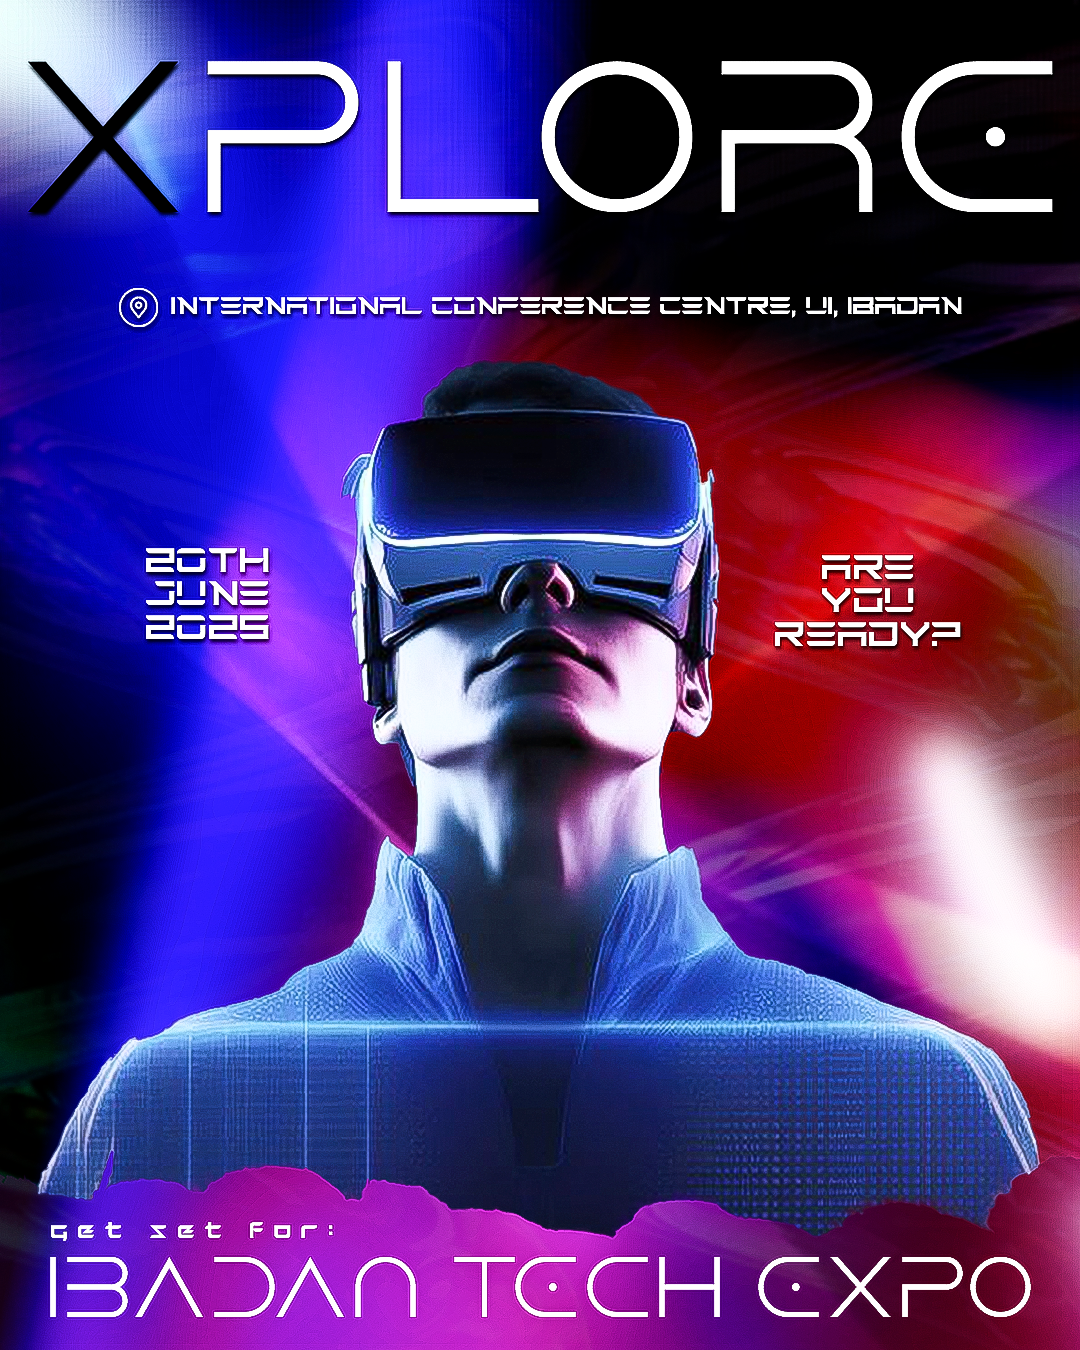 XPLORE
INTERNATIONAL CONFERENCE CENTRE, UI, IBADAN
20TH
JUNE
2025
ARE
YOU
READY?
get set for:
IBADAN TECH EXPO